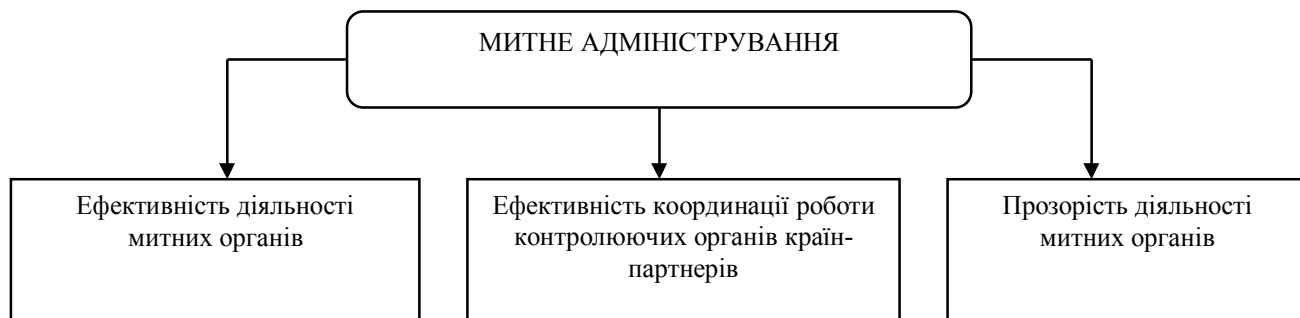 МИТНЕ АДМІНІСТРУВАННЯ
Ефективність діяльності
митних органів
Ефективність координації роботи
контролюючих органів країн-
партнерів
Прозорість діяльності
митних органів